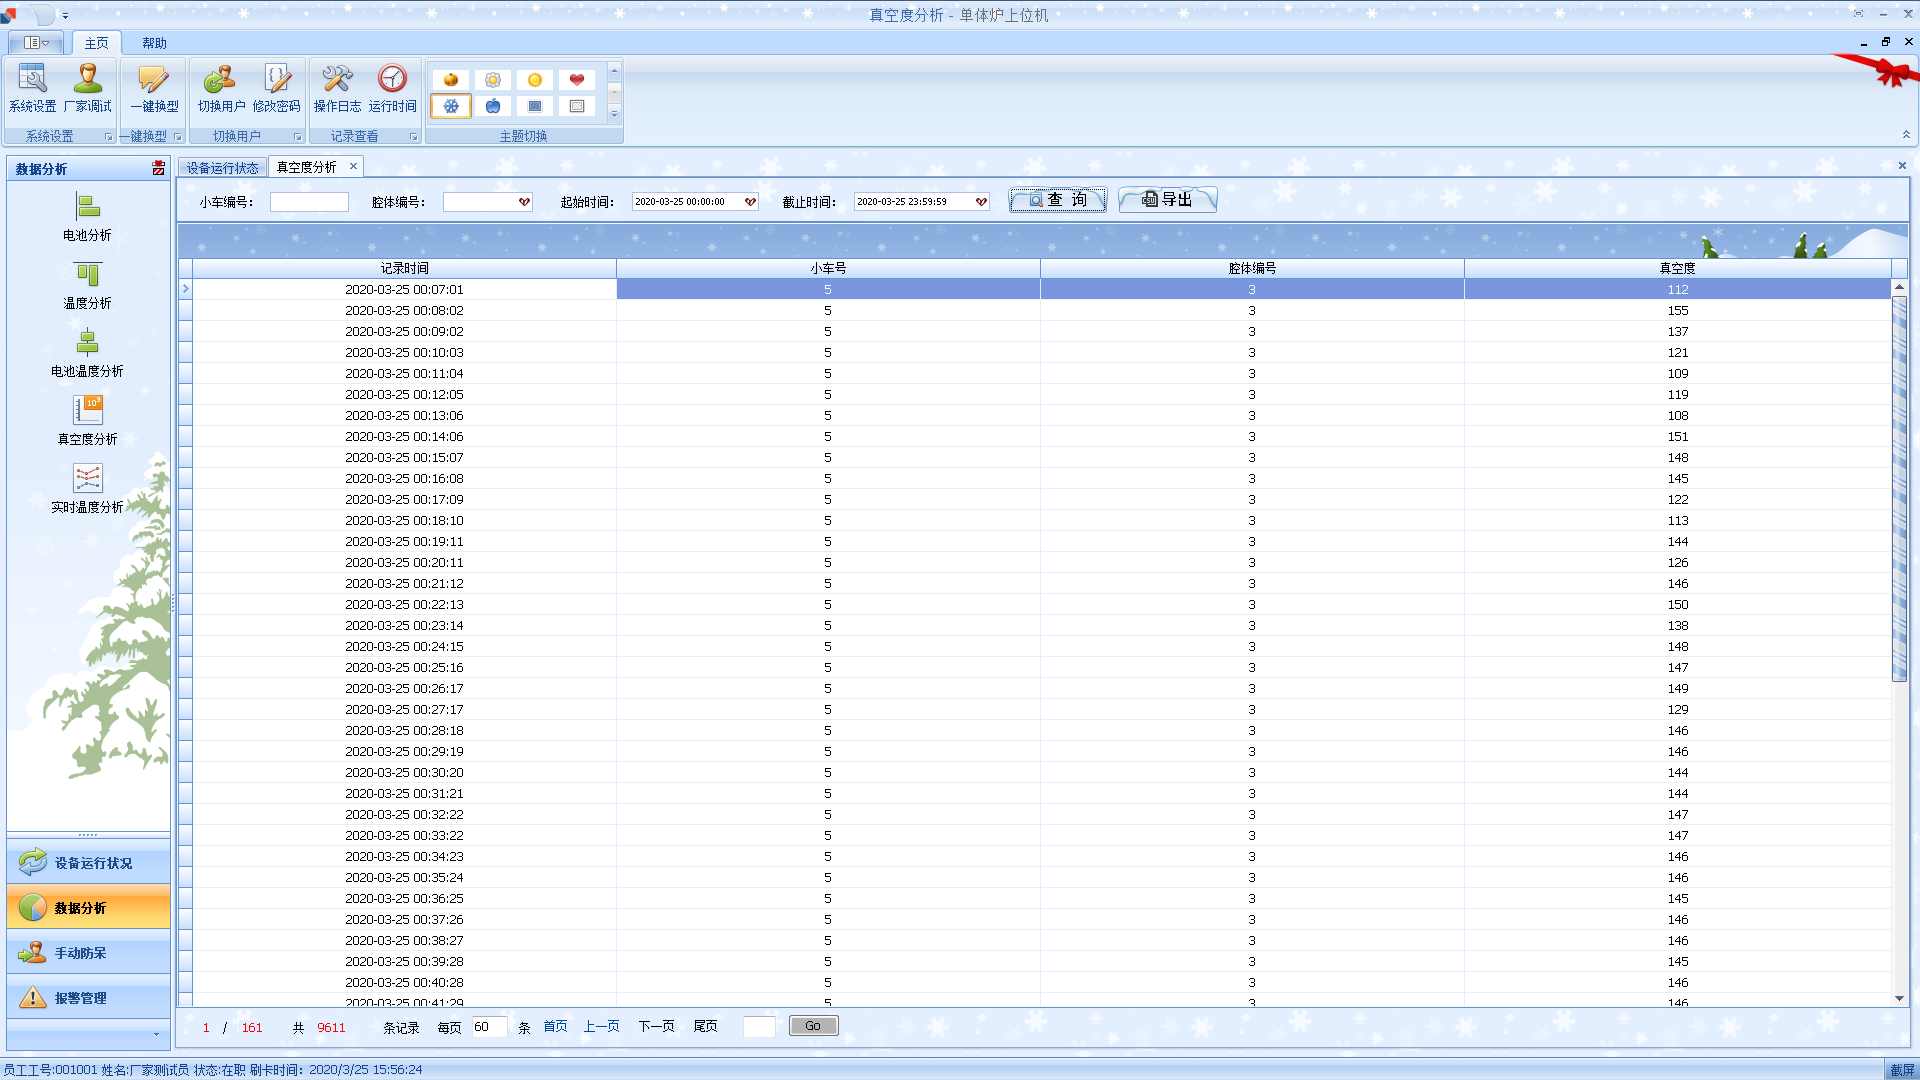 真空度分析 - 单体炉上位机
主页 帮助
系统设置 厂家调试 一键换型 切换用户 修改密码 操作日志 运行时间
系统设置 一键换型 切换用户 记录查看 主题切换
数据分析
设备运行状态 真空度分析
小车编号： 腔体编号： 起始时间： 2020-03-25 00:00:00 截止时间： 2020-03-25 23:59:59 查 询 导出
电池分析
温度分析
电池温度分析
真空度分析
实时温度分析
设备运行状况
数据分析
手动防呆
报警管理
记录时间 小车号 腔体编号 真空度
2020-03-25 00:07:01 5 3 112
2020-03-25 00:08:02 5 3 155
2020-03-25 00:09:02 5 3 137
2020-03-25 00:10:03 5 3 121
2020-03-25 00:11:04 5 3 109
2020-03-25 00:12:05 5 3 119
2020-03-25 00:13:06 5 3 108
2020-03-25 00:14:06 5 3 151
2020-03-25 00:15:07 5 3 148
2020-03-25 00:16:08 5 3 145
2020-03-25 00:17:09 5 3 122
2020-03-25 00:18:10 5 3 113
2020-03-25 00:19:11 5 3 144
2020-03-25 00:20:11 5 3 126
2020-03-25 00:21:12 5 3 146
2020-03-25 00:22:13 5 3 150
2020-03-25 00:23:14 5 3 138
2020-03-25 00:24:15 5 3 148
2020-03-25 00:25:16 5 3 147
2020-03-25 00:26:17 5 3 149
2020-03-25 00:27:17 5 3 129
2020-03-25 00:28:18 5 3 146
2020-03-25 00:29:19 5 3 146
2020-03-25 00:30:20 5 3 144
2020-03-25 00:31:21 5 3 144
2020-03-25 00:32:22 5 3 147
2020-03-25 00:33:22 5 3 147
2020-03-25 00:34:23 5 3 146
2020-03-25 00:35:24 5 3 146
2020-03-25 00:36:25 5 3 145
2020-03-25 00:37:26 5 3 146
2020-03-25 00:38:27 5 3 146
2020-03-25 00:39:28 5 3 145
2020-03-25 00:40:28 5 3 146
2020-03-25 00:41:29 5 3 146
1 / 161 共 9611 条记录 每页 60 条 首页 上一页 下一页 尾页 Go
员工工号:001001 姓名:厂家测试员 状态:在职 刷卡时间：2020/3/25 15:56:24 截屏